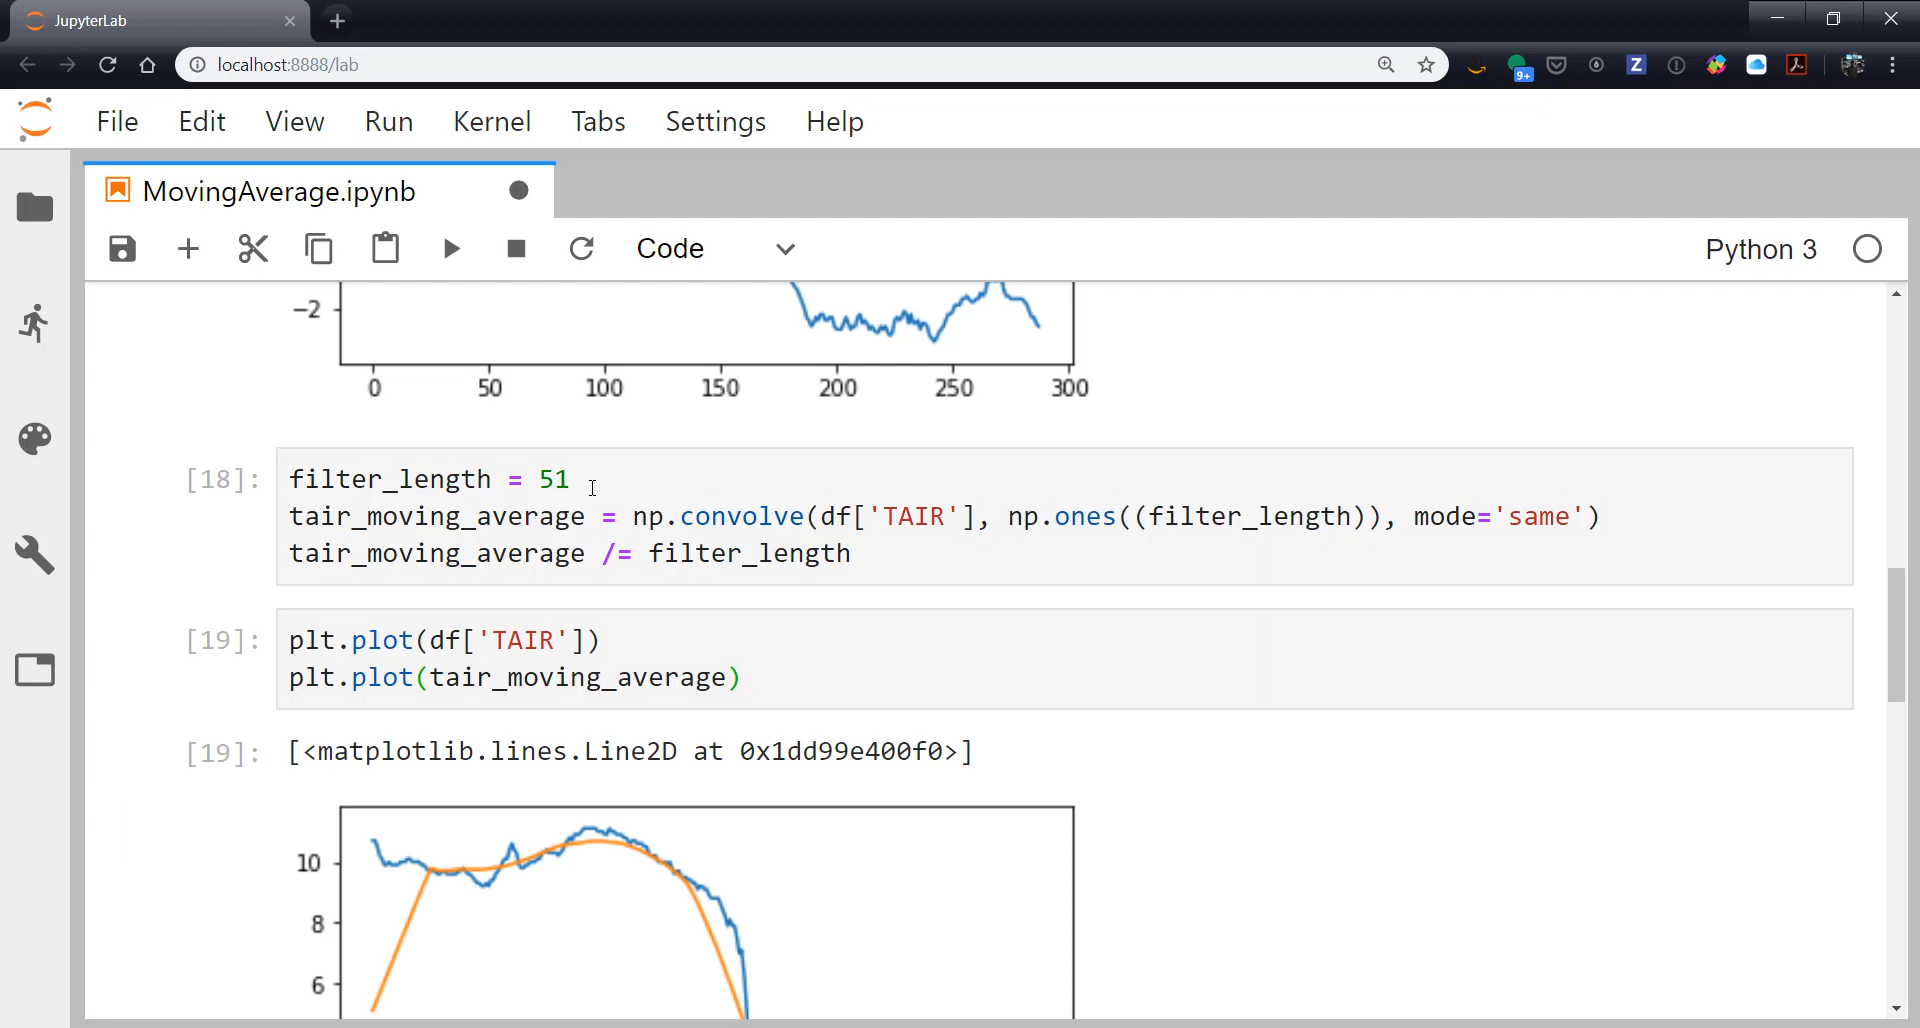 JupyterLab
localhost:8888/lab
9+
Z
File Edit View Run Kernel Tabs Settings Help
MovingAverage.ipynb
Code
Python 3
−2
0 50 100 150 200 250 300
[18]:
filter_length = 51
tair_moving_average = np.convolve(df['TAIR'], np.ones((filter_length)), mode='same')
tair_moving_average /= filter_length
[19]:
plt.plot(df['TAIR'])
plt.plot(tair_moving_average)
[19]: [<matplotlib.lines.Line2D at 0x1dd99e400f0>]
10
8
6